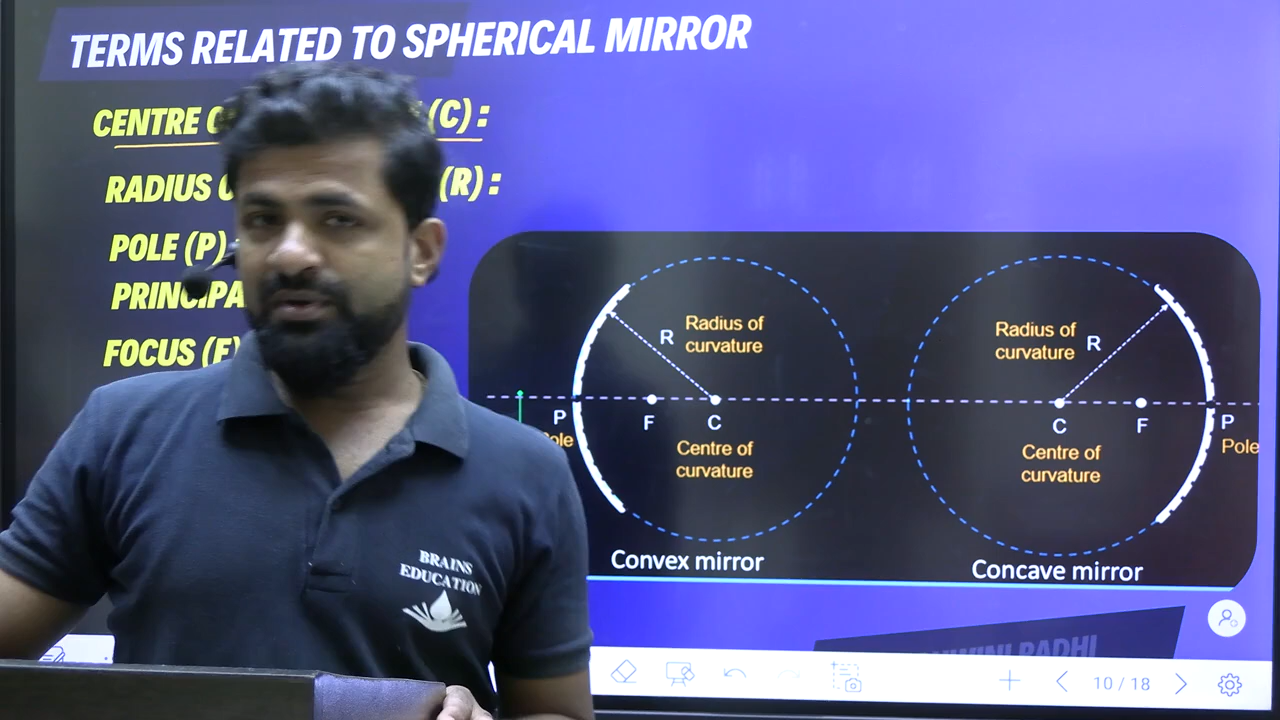 TERMS RELATED TO SPHERICAL MIRROR
CENTRE (C) :
RADIUS (R) :
POLE (P)
FOCUS (F)
R
Radius of
curvature
P
F
C
Centre of
curvature
Convex mirror
Radius of
curvature
R
C
F
P
Pole
Centre of
curvature
Concave mirror
BRAINS
EDUCATION
10 / 18